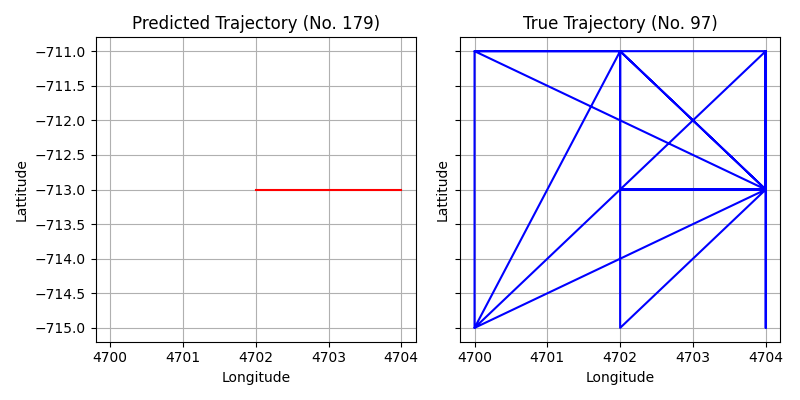 Predicted Trajectory (No. 179)
True Trajectory (No. 97)
Lattitude
−711.0
−711.5
−712.0
−712.5
−713.0
−713.5
−714.0
−714.5
−715.0
4700 4701 4702 4703 4704
Longitude
Lattitude
4700 4701 4702 4703 4704
Longitude